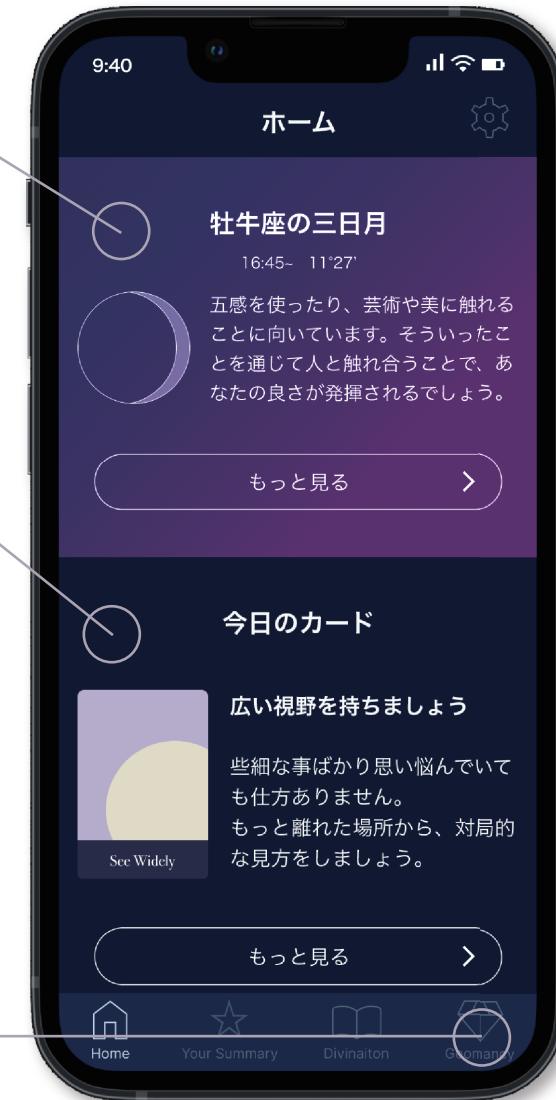 9:40
ホーム
牡牛座の三日月
16:45~ 11°27'
五感を使ったり、芸術や美に触れる
ことに向いています。そういったこ
とを通じて人と触れ合うことで、あ
なたの良さが発揮されるでしょう。
もっと見る
今日のカード
広い視野を持ちましょう
些細な事ばかり思い悩んでいて
も仕方ありません。
もっと離れた場所から、対局的
な見方をしましょう。
See Widely
もっと見る
Home Your Summary Divinaiton Geomancy